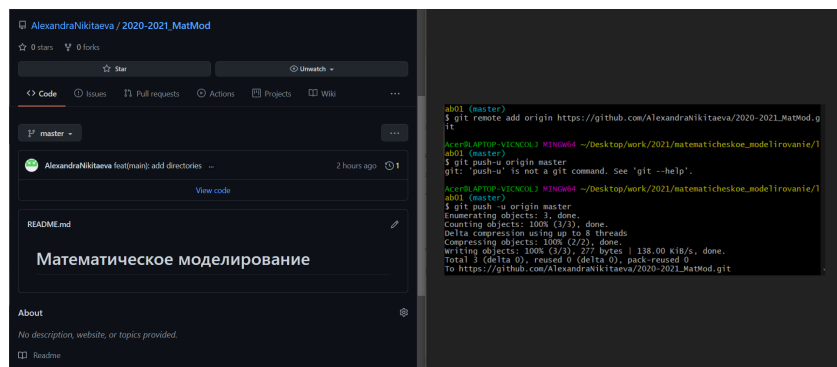 AlexandraNikitaeva / 2020-2021_MatMod
0 stars 0 forks
Star Unwatch
Code Issues Pull requests Actions Projects Wiki ...
master ...
AlexandraNikitaeva feat(main): add directories ... 2 hours ago 1
View code
README.md
Математическое моделирование
About
No description, website, or topics provided.
Readme
ab01 (master)
$ git remote add origin https://github.com/AlexandraNikitaeva/2020-2021_MatMod.g
it
Acer@LAPTOP-VICNCOLJ MINGW64 ~/Desktop/work/2021/matematicheskoe_modelirovanie/l
ab01 (master)
$ git push-u origin master
git: 'push-u' is not a git command. See 'git --help'.
Acer@LAPTOP-VICNCOLJ MINGW64 ~/Desktop/work/2021/matematicheskoe_modelirovanie/l
ab01 (master)
$ git push -u origin master
Enumerating objects: 3, done.
Counting objects: 100% (3/3), done.
Delta compression using up to 8 threads
Compressing objects: 100% (2/2), done.
Writing objects: 100% (3/3), 277 bytes | 138.00 KiB/s, done.
Total 3 (delta 0), reused 0 (delta 0), pack-reused 0
To https://github.com/AlexandraNikitaeva/2020-2021_MatMod.git